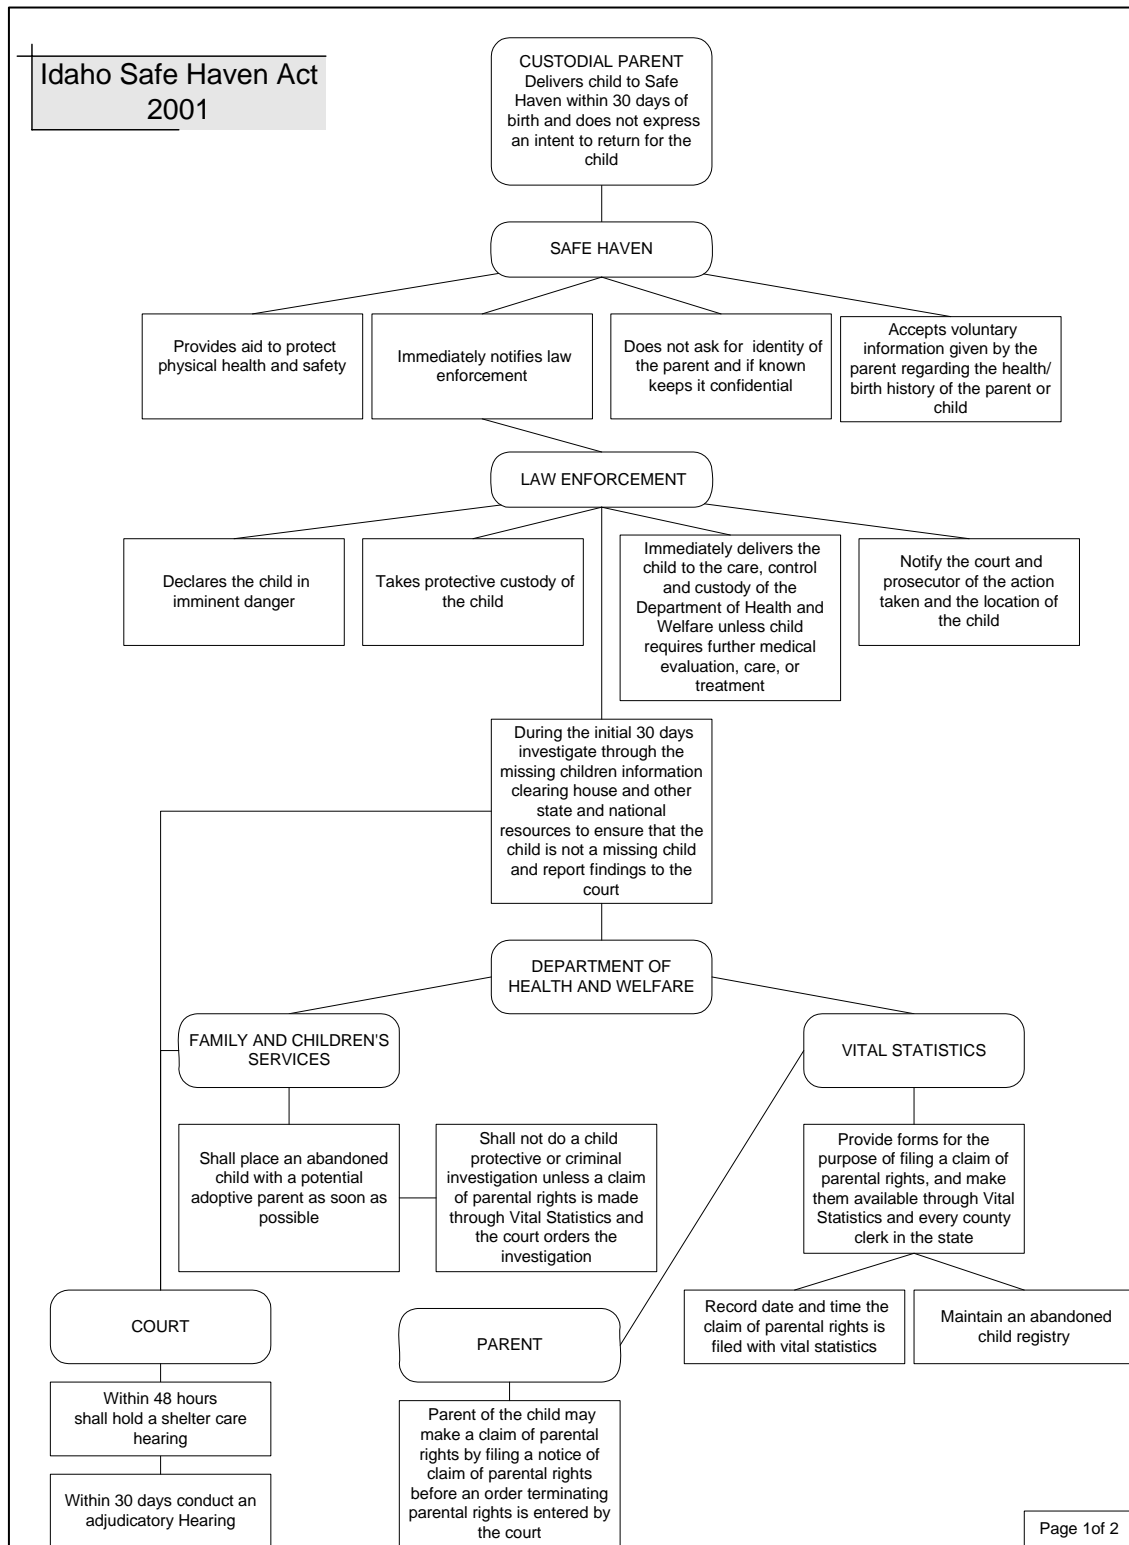 Idaho Safe Haven Act
2001
CUSTODIAL PARENT
Delivers child to Safe
Haven within 30 days of
birth and does not express
an intent to return for the
child
SAFE HAVEN
Provides aid to protect
physical health and safety
Immediately notifies law
enforcement
Does not ask for identity of
the parent and if known
keeps it confidential
Accepts voluntary
information given by the
parent regarding the health/
birth history of the parent or
child
LAW ENFORCEMENT
Declares the child in
imminent danger
Takes protective custody of
the child
Immediately delivers the
child to the care, control
and custody of the
Department of Health and
Welfare unless child
requires further medical
evaluation, care, or
treatment
Notify the court and
prosecutor of the action
taken and the location of
the child
During the initial 30 days
investigate through the
missing children information
clearing house and other
state and national
resources to ensure that the
child is not a missing child
and report findings to the
court
DEPARTMENT OF
HEALTH AND WELFARE
FAMILY AND CHILDREN'S
SERVICES
VITAL STATISTICS
Shall place an abandoned
child with a potential
adoptive parent as soon as
possible
Shall not do a child
protective or criminal
investigation unless a claim
of parental rights is made
through Vital Statistics and
the court orders the
investigation
Provide forms for the
purpose of filing a claim of
parental rights, and make
them available through Vital
Statistics and every county
clerk in the state
Record date and time the
claim of parental rights is
filed with vital statistics
Maintain an abandoned
child registry
COURT
PARENT
Within 48 hours
shall hold a shelter care
hearing
Within 30 days conduct an
adjudicatory Hearing
Parent of the child may
make a claim of parental
rights by filing a notice of
claim of parental rights
before an order terminating
parental rights is entered by
the court
Page 1of 2